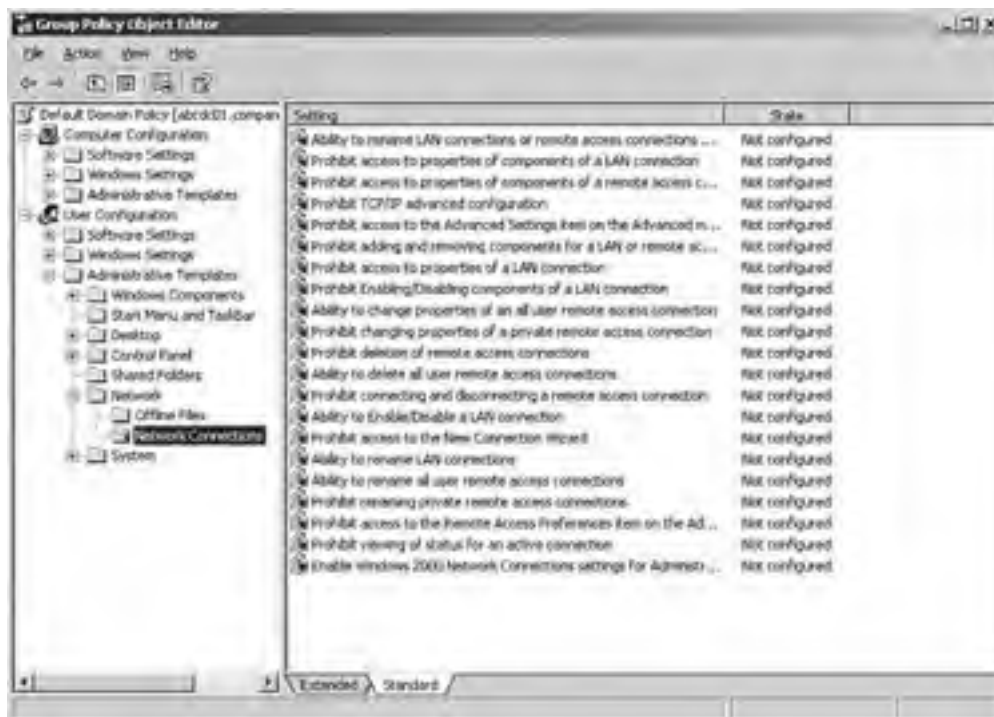 Group Policy Object Editor
File Action View Help
Default Domain Policy [abcdc01.compan
Computer Configuration
Software Settings
Windows Settings
Administrative Templates
User Configuration
Software Settings
Windows Settings
Administrative Templates
Windows Components
Start Menu and Taskbar
Desktop
Control Panel
Shared Folders
Network
Offline Files
Network Connections
System
Setting State
Ability to rename LAN connections or remote access connections ... Not configured
Prohibit access to properties of components of a LAN connection Not configured
Prohibit access to properties of components of a remote access c... Not configured
Prohibit TCP/IP advanced configuration Not configured
Prohibit access to the Advanced Settings item on the Advanced m... Not configured
Prohibit adding and removing components for a LAN or remote ac... Not configured
Prohibit access to properties of a LAN connection Not configured
Prohibit Enabling/Disabling components of a LAN connection Not configured
Ability to change properties of an all user remote access connection Not configured
Prohibit changing properties of a private remote access connection Not configured
Prohibit deletion of remote access connections Not configured
Ability to delete all user remote access connections Not configured
Prohibit connecting and disconnecting a remote access connection Not configured
Ability to Enable/Disable a LAN connection Not configured
Prohibit access to the New Connection Wizard Not configured
Ability to rename LAN connections Not configured
Ability to rename all user remote access connections Not configured
Prohibit renaming private remote access connections Not configured
Prohibit access to the Remote Access Preferences item on the Ad... Not configured
Prohibit viewing of status for an active connection Not configured
Enable Windows 2000 Network Connections settings for Administr... Not configured
Extended Standard